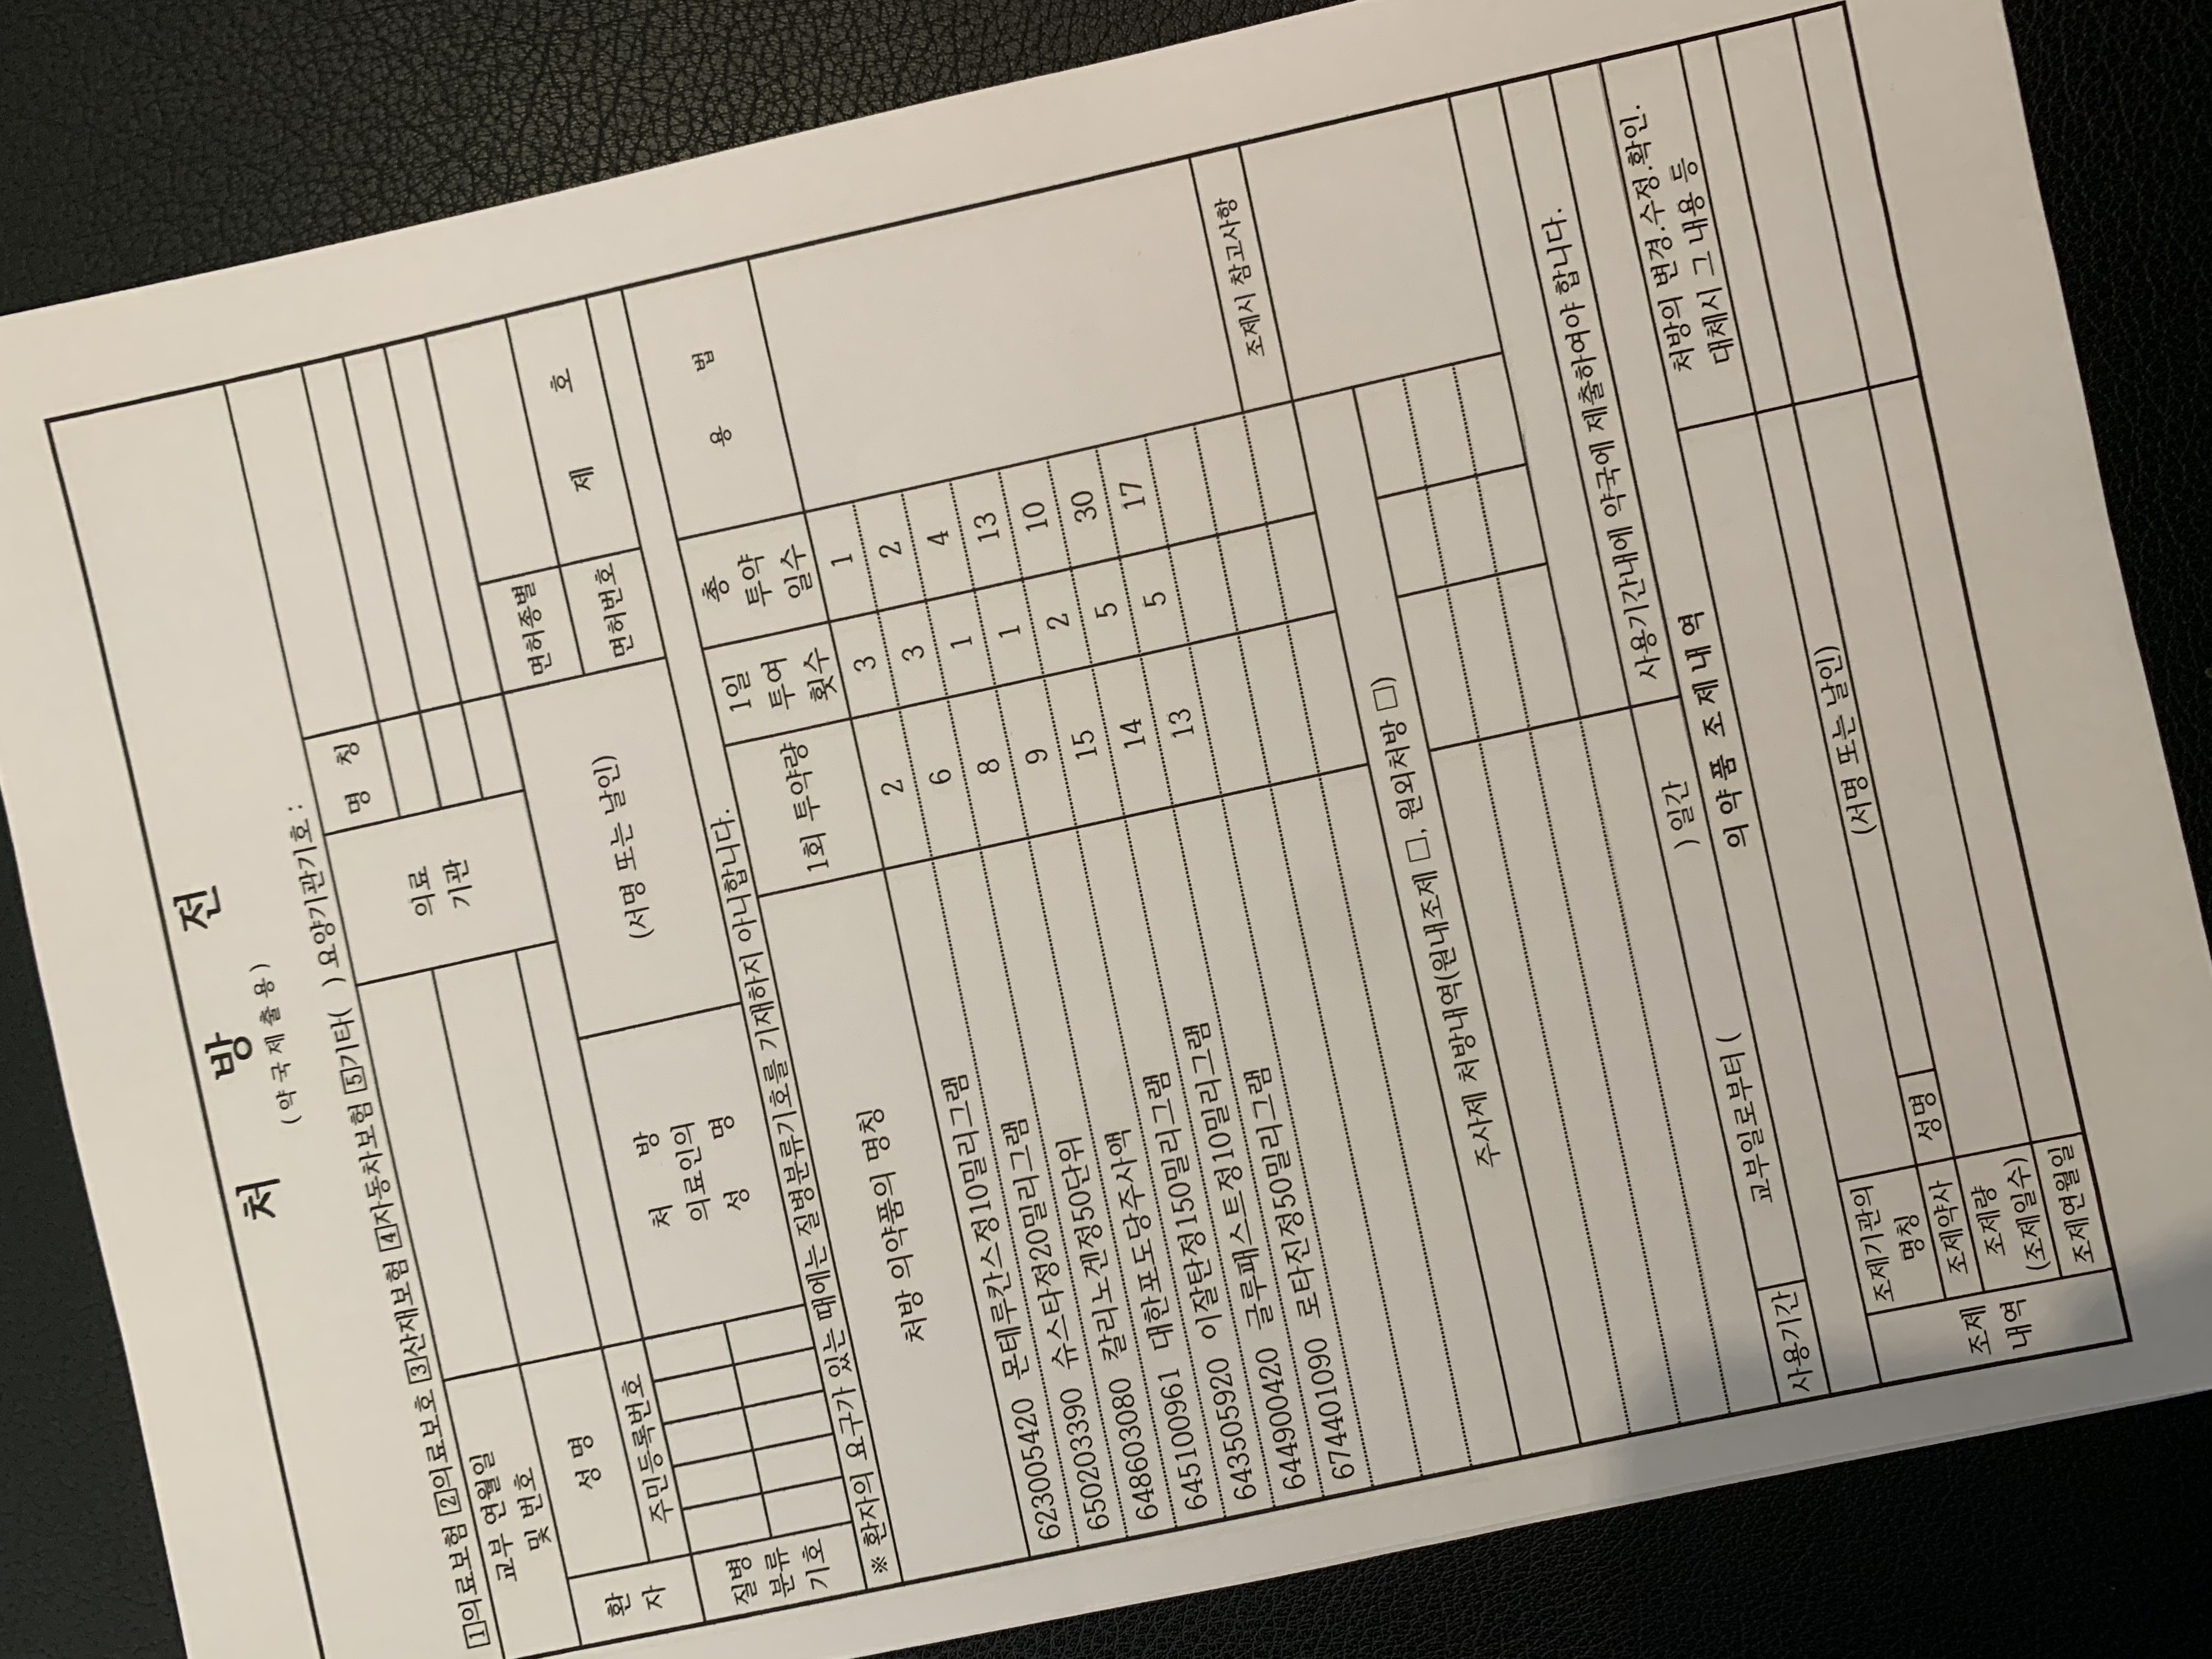 처 방 전
(약국제출용)
1의료보험 2의료보호 3산재보험 4자동차보험 5기타( ) 요양기관기호 :
교부 연월일
및 번호
의료
기관
명 칭
환
자
성 명
주민등록번호
질병
분류
기호
처 방
의료인의
성 명
(서명 또는 날인)
면허종별
면허번호
제 호
※ 환자의 요구가 있는 때에는 질병분류기호를 기재하지 아니합니다.
처방 의약품의 명칭
1회 투약량
1일
투여
횟수
총
투약
일수
용 법
623005420 몬테루칸스정10밀리그램 2 3 1
650203390 슈스타정20밀리그램 6 3 2
648603080 칼리노겐정50단위 8 1 4
645100961 대한포도당주사액 9 1 13
643505920 이잘탄정150밀리그램 15 2 10
644900420 글루패스트정10밀리그램 14 5 30
674401090 로타진정50밀리그램 13 5 17
조제시 참고사항
주사제 처방내역(원내조제 □, 원외처방 □)
사용기간
교부일로부터 ( ) 일간
사용기간내에 약국에 제출하여야 합니다.
의약품 조제내역
조제
내역
조제기관의
명칭
처방의 변경.수정.확인.
대체시 그 내용 등
조제약사
성명
(서명 또는 날인)
조제량
(조제일수)
조제연월일